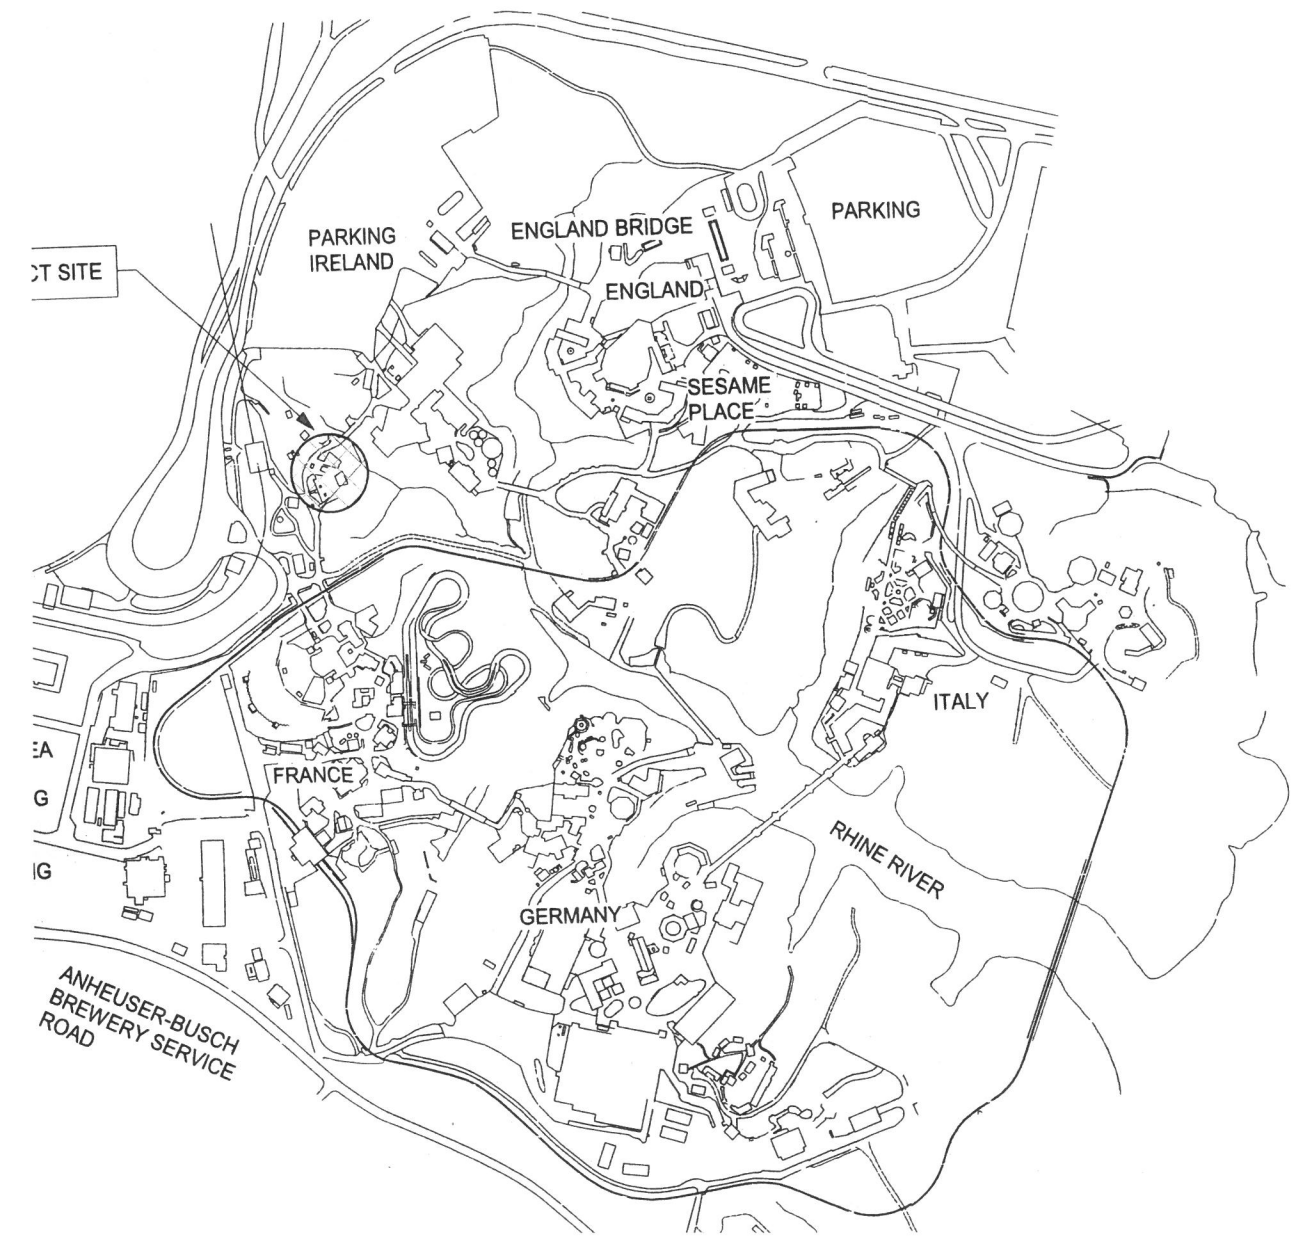 PARKING
IRELAND
ENGLAND BRIDGE
PARKING
CT SITE
ENGLAND
SESAME
PLACE
ITALY
EA
G
FRANCE
RHINE RIVER
NG
GERMANY
ANHEUSER-BUSCH
BREWERY SERVICE
ROAD